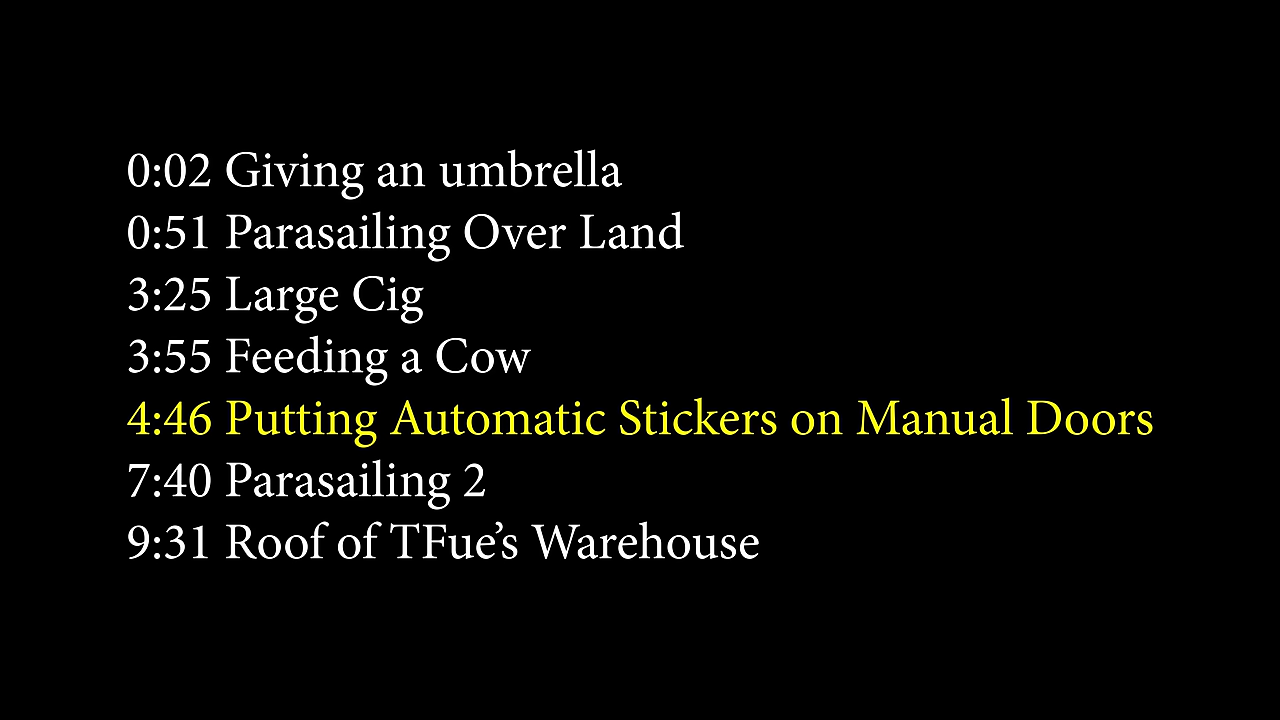 0:02 Giving an umbrella
0:51 Parasailing Over Land
3:25 Large Cig
3:55 Feeding a Cow
4:46 Putting Automatic Stickers on Manual Doors
7:40 Parasailing 2
9:31 Roof of TFue’s Warehouse